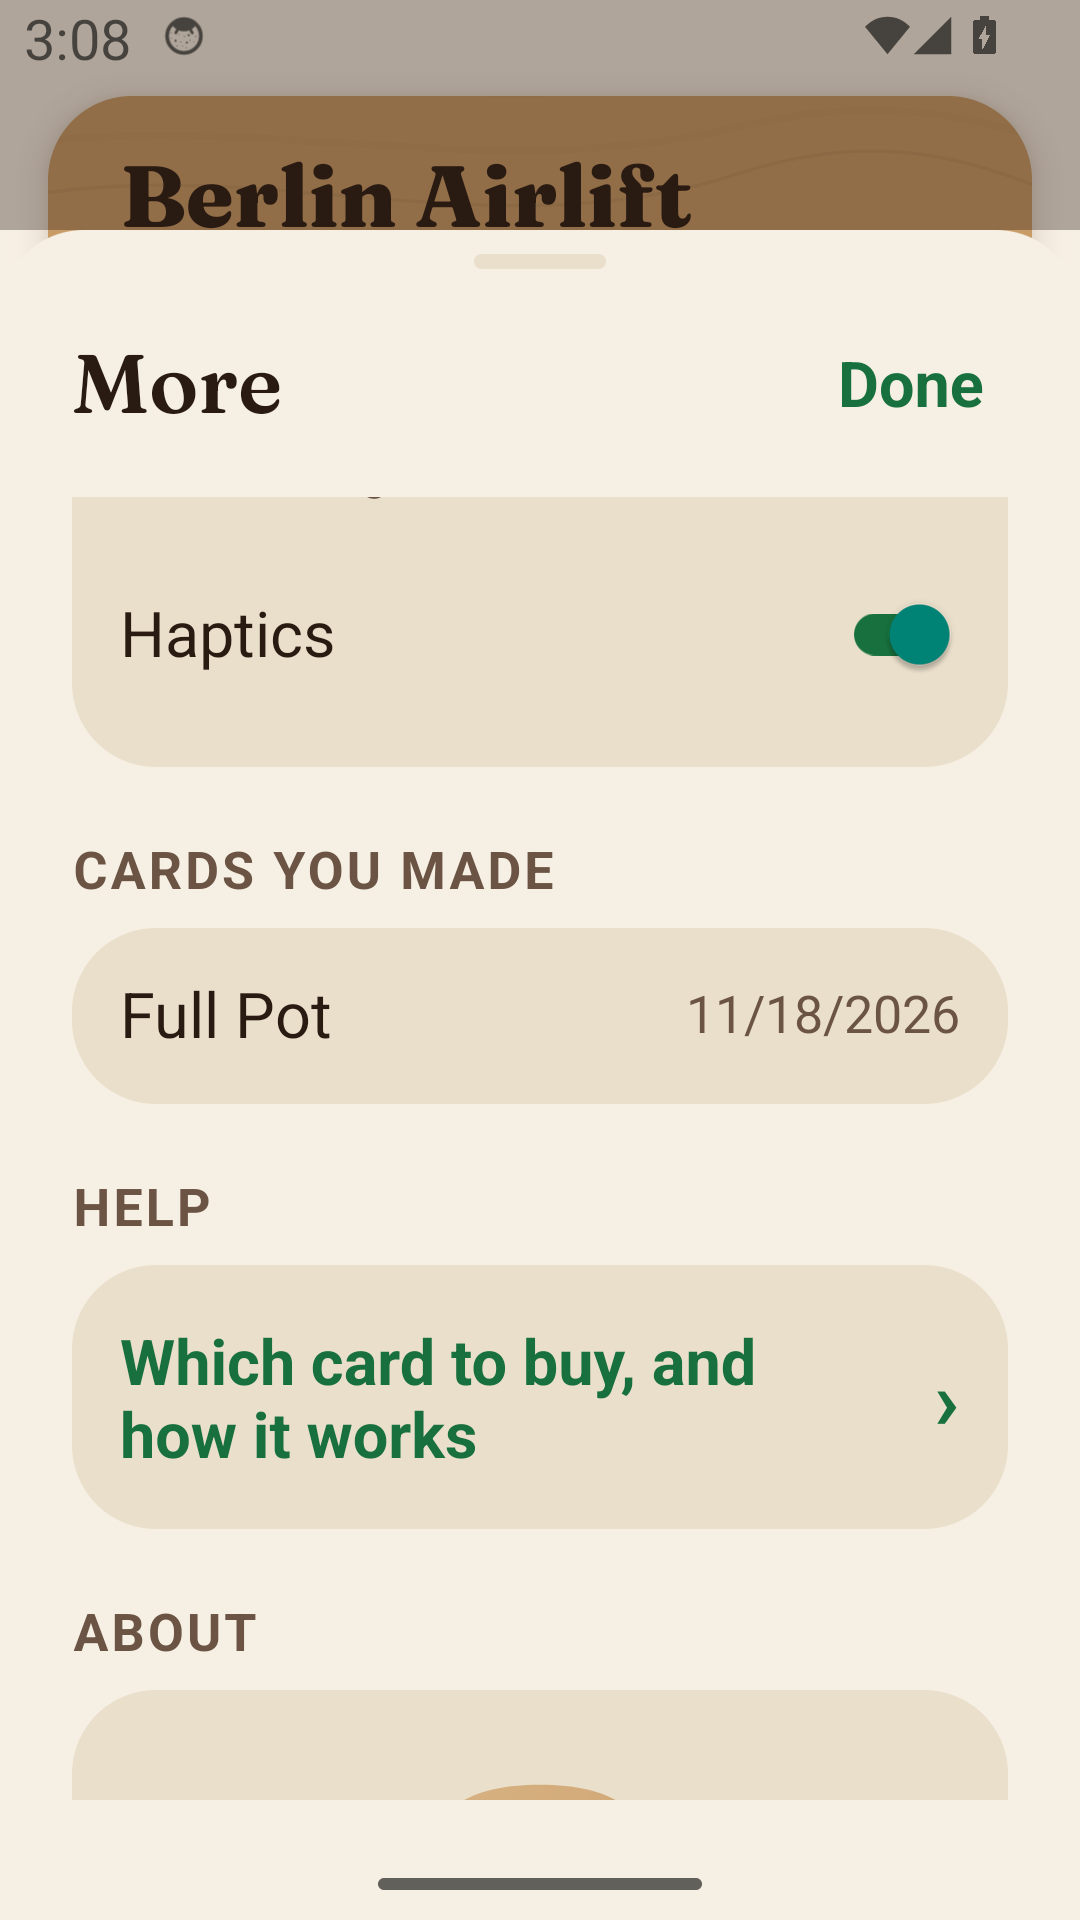 3:08
Berlin Airlift
More
Done
Haptics
CARDS YOU MADE
Full Pot
11/18/2026
HELP
Which card to buy, and
how it works
›
ABOUT